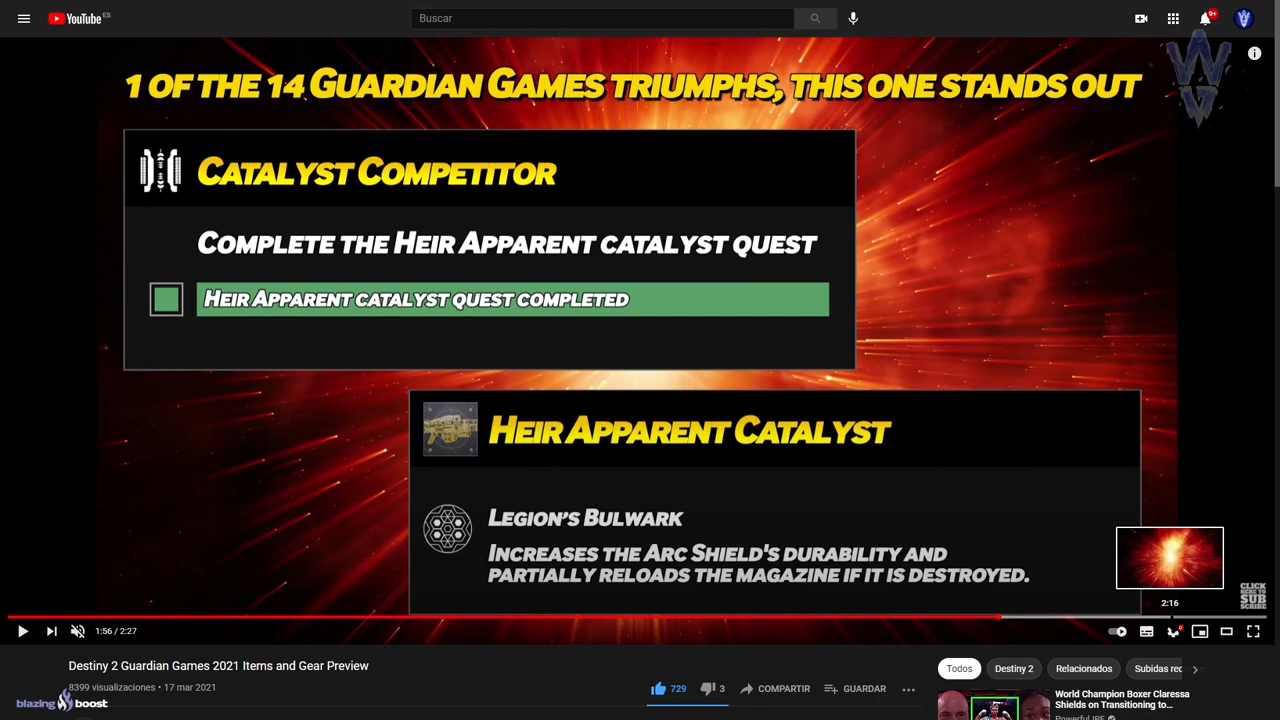 YouTube ES
Buscar
9+
1 OF THE 14 GUARDIAN GAMES TRIUMPHS, THIS ONE STANDS OUT
CATALYST COMPETITOR
COMPLETE THE HEIR APPARENT CATALYST QUEST
HEIR APPARENT CATALYST QUEST COMPLETED
HEIR APPARENT CATALYST
LEGION'S BULWARK
INCREASES THE ARC SHIELD'S DURABILITY AND
PARTIALLY RELOADS THE MAGAZINE IF IT IS DESTROYED.
CLICK
HERE TO
SUB
SCRIBE
2:16
1:56 / 2:27
Destiny 2 Guardian Games 2021 Items and Gear Preview
8399 visualizaciones • 17 mar 2021
729
3
COMPARTIR
GUARDAR
Todos
Destiny 2
Relacionados
Subidas rec
World Champion Boxer Claressa
Shields on Transitioning to...
PowerfulJRE
blazing boost